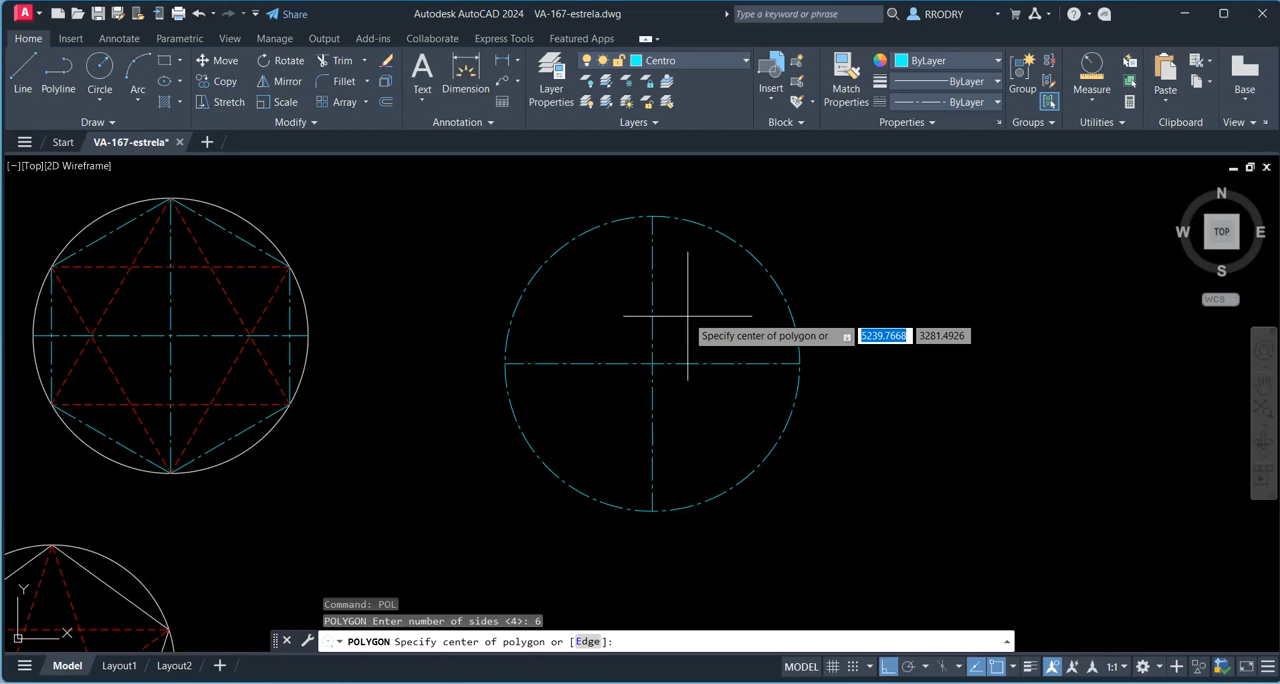 Share
Autodesk AutoCAD 2024 VA-167-estrela.dwg
Type a keyword or phrase
RRODRY
Home Insert Annotate Parametric View Manage Output Add-ins Collaborate Express Tools Featured Apps
Line Polyline Circle Arc
Move Rotate Trim
Copy Mirror Fillet
Stretch Scale Array
Text Dimension
Layer Properties
Centro
Insert
Match Properties
ByLayer
ByLayer
ByLayer
Group
Measure
Paste
Base
Draw Modify Annotation Layers Block Properties Groups Utilities Clipboard View
Start VA-167-estrela*
[−][Top][2D Wireframe]
N
W TOP E
S
WCS
Specify center of polygon or 5239.7668 3281.4926
Y
X
Command: POL
POLYGON Enter number of sides <4>: 6
POLYGON Specify center of polygon or [Edge]:
Model Layout1 Layout2
MODEL 1:1